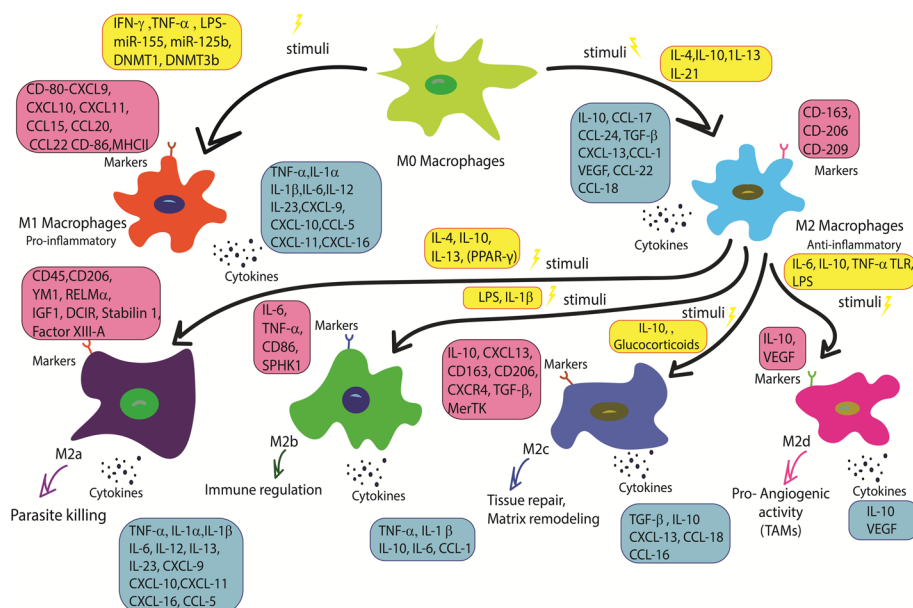 IFN-γ ,TNF-α , LPS-
miR-155, miR-125b,
DNMT1, DNMT3b
stimuli
stimuli
IL-4,IL-10,1L-13
IL-21
M0 Macrophages
CD-80-CXCL9,
CXCL10, CXCL11,
CCL15, CCL20,
CCL22 CD-86,MHCII
Markers
M1 Macrophages
Pro-inflammatory
TNF-α,IL-1α
IL-1β,IL-6,IL-12
IL-23,CXCL-9,
CXCL-10,CCL-5
CXCL-11,CXCL-16
Cytokines
IL-10, CCL-17
CCL-24, TGF-β
CXCL-13,CCL-1
VEGF, CCL-22
CCL-18
Cytokines
CD-163,
CD-206
CD-209
Markers
M2 Macrophages
Anti-inflammatory
IL-4, IL-10,
IL-13, (PPAR-γ)
stimuli
LPS, IL-1β
stimuli
IL-10, ,
Glucocorticoids
stimuli
IL-6, IL-10, TNF-α TLR,
LPS
stimuli
CD45,CD206,
YM1, RELMα,
IGF1, DCIR, Stabilin 1,
Factor XIII-A
Markers
M2a
Parasite killing
Cytokines
TNF-α, IL-1α,IL-1β
IL-6, IL-12, IL-13,
IL-23, CXCL-9
CXCL-10,CXCL-11
CXCL-16, CCL-5
IL-6,
TNF-α,
CD86,
SPHK1
Markers
M2b
Immune regulation
Cytokines
TNF-α, IL-1 β
IL-10, IL-6, CCL-1
IL-10, CXCL13,
CD163, CD206,
CXCR4, TGF-β,
MerTK
Markers
M2c
Tissue repair,
Matrix remodeling
Cytokines
TGF-β , IL-10
CXCL-13, CCL-18
CCL-16
IL-10,
VEGF
Markers
M2d
Pro- Angiogenic
activity
(TAMs)
Cytokines
IL-10
VEGF